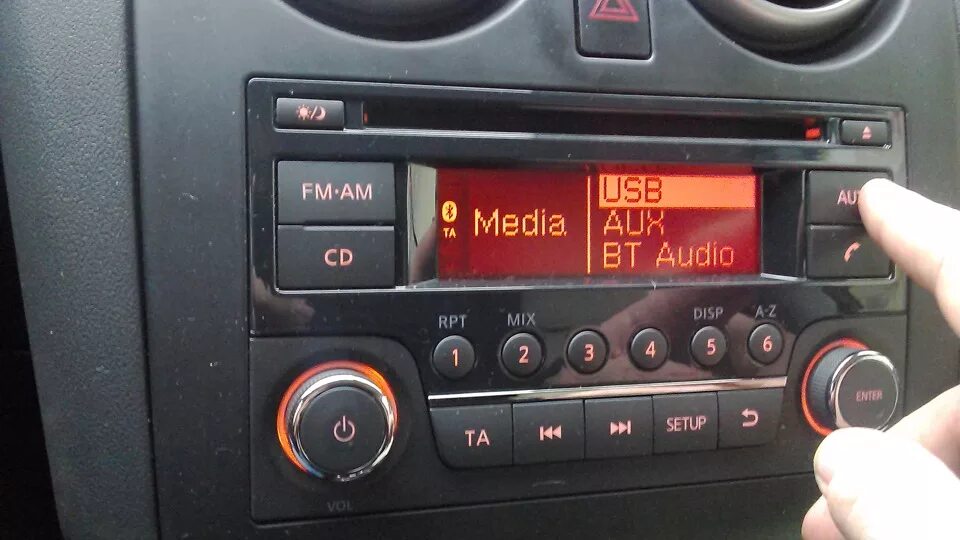 FM·AM
CD
TA
Media
USB
AUX
BT Audio
AUX
RPT
MIX
DISP
A-Z
1
2
3
4
5
6
TA
SETUP
ENTER
VOL